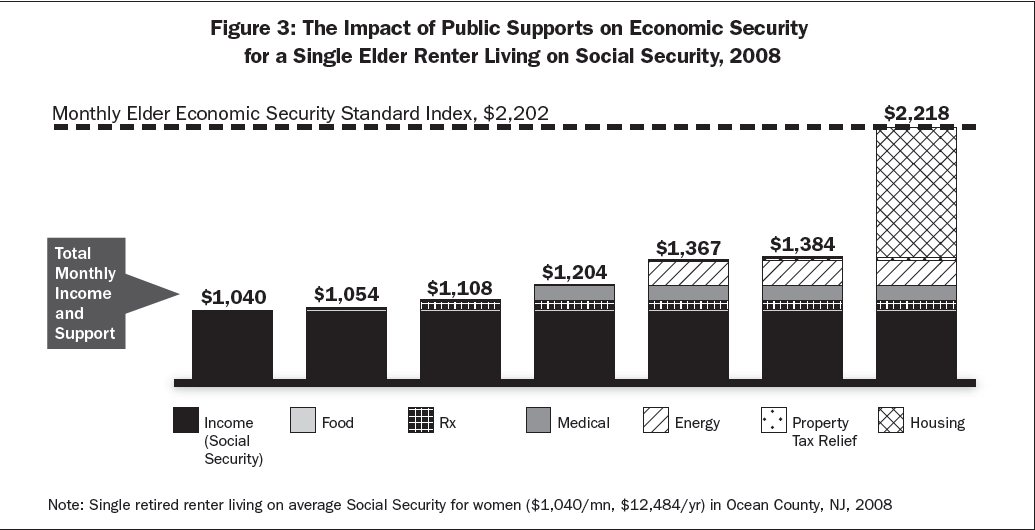 Figure 3: The Impact of Public Supports on Economic Security
for a Single Elder Renter Living on Social Security, 2008
Monthly Elder Economic Security Standard Index, $2,202
$2,218
Total
Monthly
Income
and
Support
$1,040
$1,054
$1,108
$1,204
$1,367
$1,384
Income
(Social
Security)
Food
Rx
Medical
Energy
Property
Tax Relief
Housing
Note: Single retired renter living on average Social Security for women ($1,040/mn, $12,484/yr) in Ocean County, NJ, 2008